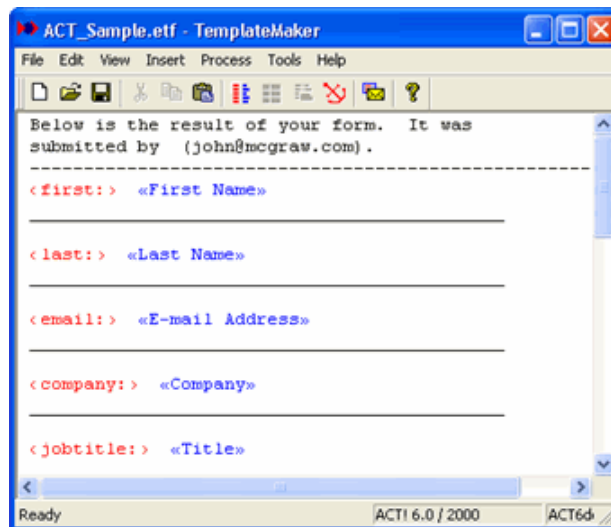 ACT_Sample.etf - TemplateMaker
File Edit View Insert Process Tools Help
Below is the result of your form. It was
submitted by (john@mcgraw.com).
-----------------------------------------------------
<first:> «First Name»
<last:> «Last Name»
<email:> «E-mail Address»
<company:> «Company»
<jobtitle:> «Title»
Ready ACT! 6.0 / 2000 ACT6d